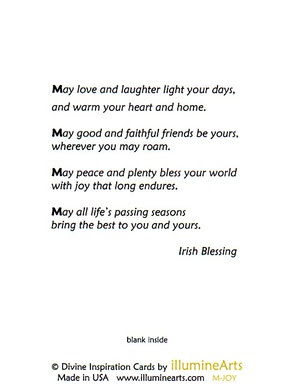 May love and laughter light your days,
and warm your heart and home.
May good and faithful friends be yours,
wherever you may roam.
May peace and plenty bless your world
with joy that long endures.
May all life's passing seasons
bring the best to you and yours.
Irish Blessing
blank inside
© Divine Inspiration Cards by illumineArts
Made in USA www.illuminearts.com M-JOY